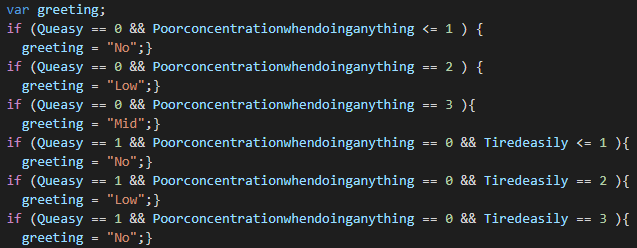 var greeting;
if (Queasy == 0 && Poorconcentrationwhendoinganything <= 1 ) {
  greeting = "No";}
if (Queasy == 0 && Poorconcentrationwhendoinganything == 2 ) {
  greeting = "Low";}
if (Queasy == 0 && Poorconcentrationwhendoinganything == 3 ){
  greeting = "Mid";}
if (Queasy == 1 && Poorconcentrationwhendoinganything == 0 && Tiredeasily <= 1 ){
  greeting = "No";}
if (Queasy == 1 && Poorconcentrationwhendoinganything == 0 && Tiredeasily == 2 ){
  greeting = "Low";}
if (Queasy == 1 && Poorconcentrationwhendoinganything == 0 && Tiredeasily == 3 ){
  greeting = "No";}